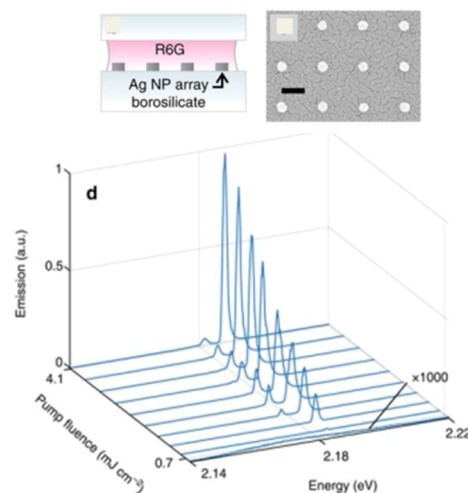 R6G
Ag NP array
borosilicate
d
Emission (a.u.)
1
0.5
0
4.1
Pump fluence (mJ cm⁻³)
0.7
2.14
2.18
2.22
Energy (eV)
×1000